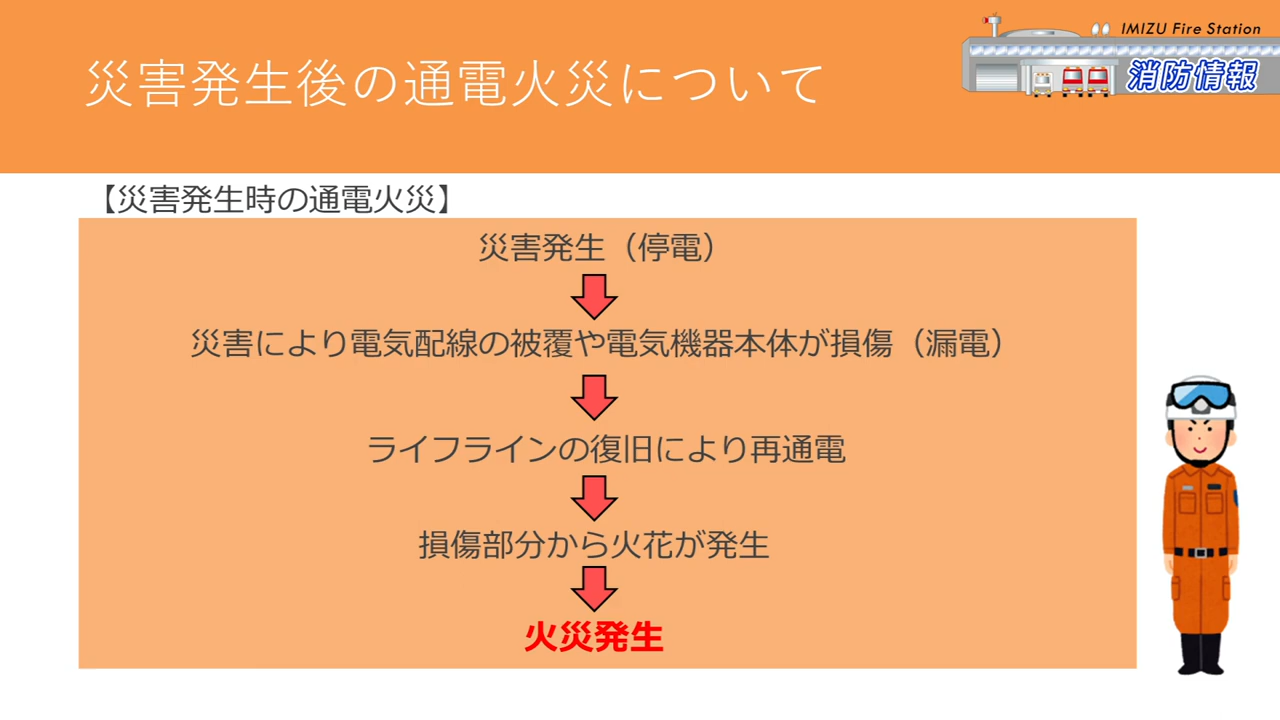 災害発生後の通電火災について
IMIZU Fire Station
消防情報
【災害発生時の通電火災】
災害発生（停電）
災害により電気配線の被覆や電気機器本体が損傷（漏電）
ライフラインの復旧により再通電
損傷部分から火花が発生
火災発生